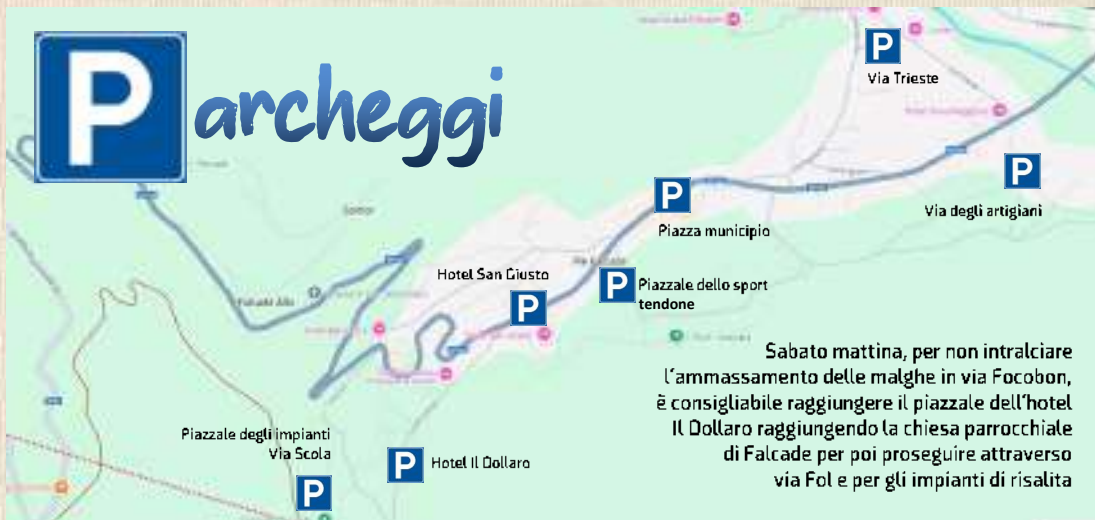 Parcheggi
P
Via Trieste
P
Via degli artigiani
P
Piazza municipio
Hotel San Giusto
P
P
Piazzale dello sport
tendone
Sabato mattina, per non intralciare
l'ammassamento delle malghe in via Focobon,
è consigliabile raggiungere il piazzale dell'hotel
Il Dollaro raggiungendo la chiesa parrocchiale
di Falcade per poi proseguire attraverso
via Fol e per gli impianti di risalita
Piazzale degli impianti
Via Scola
P
P
Hotel Il Dollaro